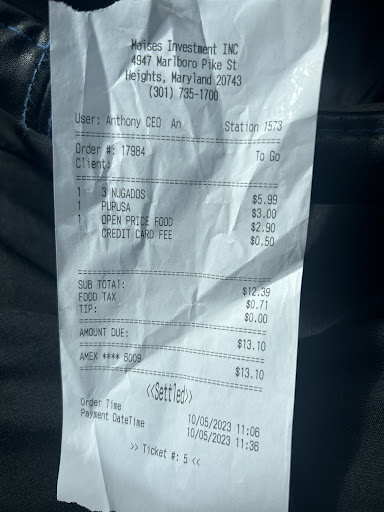 Moises Investment INC
4947 Marlboro Pike St
Heights, Maryland 20743
(301) 735-1700
User: Anthony CEO An Station 1573
Order #: 17984 To Go
Client:
1 3 NUGADOS $5.99
1 PUPUSA $3.00
1 OPEN PRICE FOOD $2.90
CREDIT CARD FEE $0.50
SUB TOTAL: $12.39
FOOD TAX $0.71
TIP: $0.00
AMOUNT DUE: $13.10
AMEX **** 6009 $13.10
<<Settled>>
Order Time 10/05/2023 11:06
Payment DateTime 10/05/2023 11:36
>> Ticket #: 5 <<